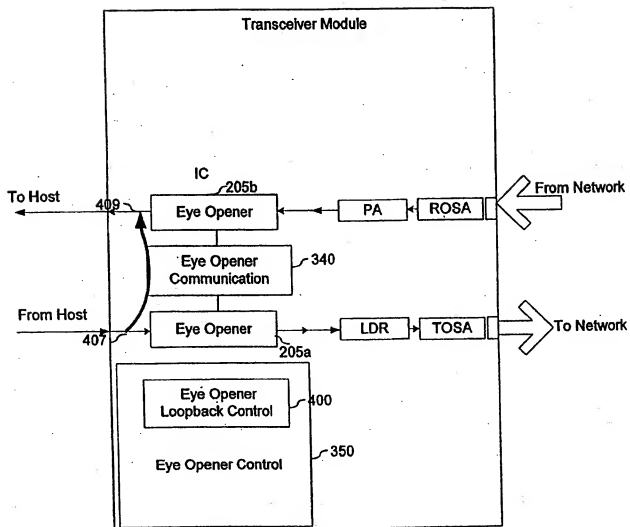 Transceiver Module
IC
205b
To Host
409
Eye Opener
PA
ROSA
From Network
Eye Opener
Communication
340
From Host
407
Eye Opener
205a
LDR
TOSA
To Network
Eye Opener
Loopback Control
400
Eye Opener Control
350